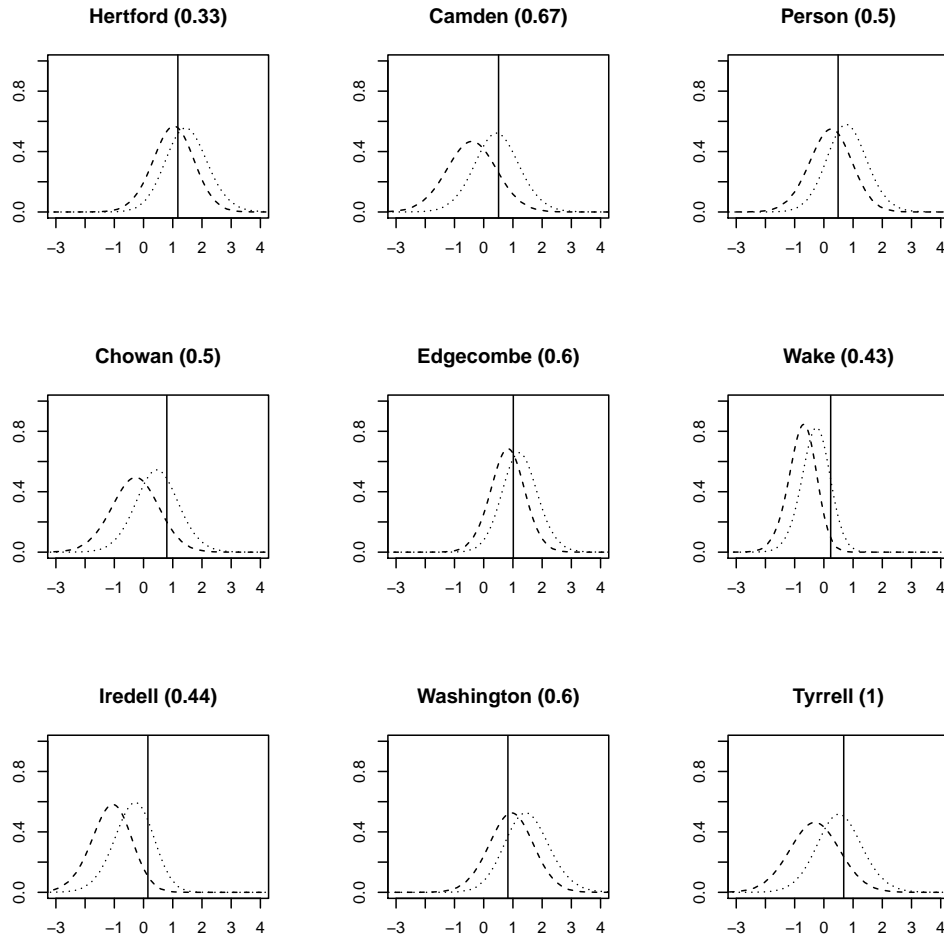 Hertford (0.33)
Camden (0.67)
Person (0.5)
0.0 0.4 0.8
−3 −1 0 1 2 3 4
0.0 0.4 0.8
−3 −1 0 1 2 3 4
0.0 0.4 0.8
−3 −1 0 1 2 3 4
Chowan (0.5)
Edgecombe (0.6)
Wake (0.43)
0.0 0.4 0.8
−3 −1 0 1 2 3 4
0.0 0.4 0.8
−3 −1 0 1 2 3 4
0.0 0.4 0.8
−3 −1 0 1 2 3 4
Iredell (0.44)
Washington (0.6)
Tyrrell (1)
0.0 0.4 0.8
−3 −1 0 1 2 3 4
0.0 0.4 0.8
−3 −1 0 1 2 3 4
0.0 0.4 0.8
−3 −1 0 1 2 3 4